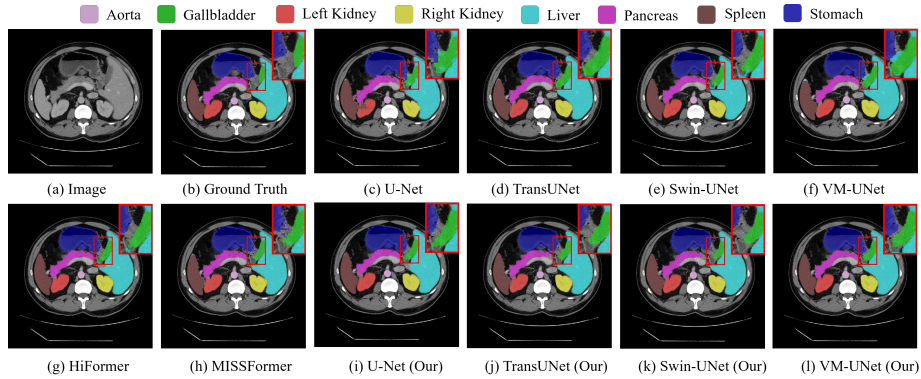 Aorta Gallbladder Left Kidney Right Kidney Liver Pancreas Spleen Stomach
(a) Image (b) Ground Truth (c) U-Net (d) TransUNet (e) Swin-UNet (f) VM-UNet
(g) HiFormer (h) MISSFormer (i) U-Net (Our) (j) TransUNet (Our) (k) Swin-UNet (Our) (l) VM-UNet (Our)